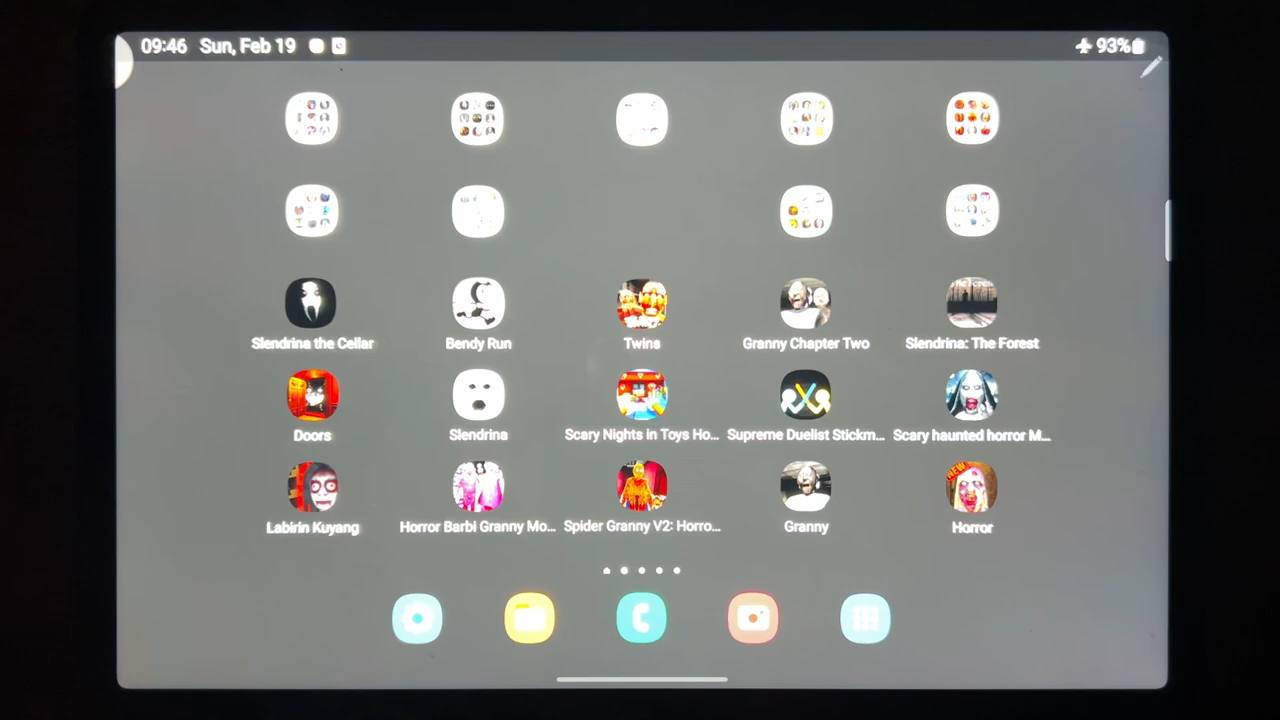 09:46 Sun, Feb 19
93%
Slendrina the Cellar
Bendy Run
Twins
Granny Chapter Two
Slendrina: The Forest
Doors
Slendrina
Scary Nights in Toys Ho...
Supreme Duelist Stickm...
Scary haunted horror M...
Labirin Kuyang
Horror Barbi Granny Mo...
Spider Granny V2: Horro...
Granny
NEW
Horror